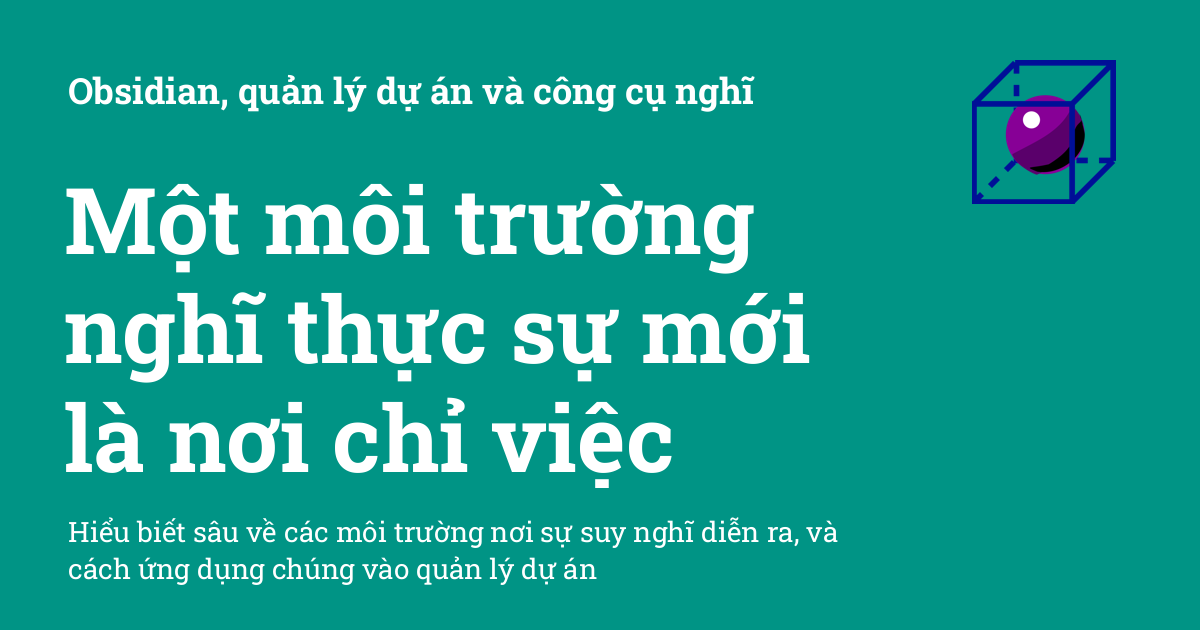 Obsidian, quản lý dự án và công cụ nghĩ
Một môi trường
nghĩ thực sự mới
là nơi chỉ việc
Hiểu biết sâu về các môi trường nơi sự suy nghĩ diễn ra, và
cách ứng dụng chúng vào quản lý dự án